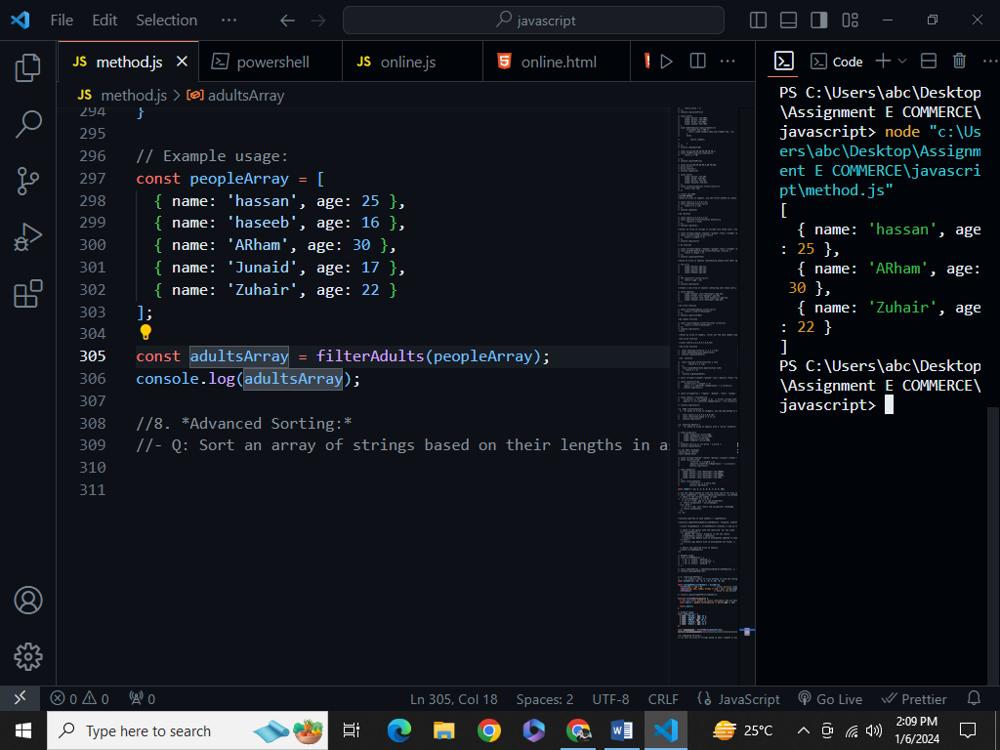 File Edit Selection ··· javascript
JS method.js powershell JS online.js online.html ···
Code ···
JS method.js > adultsArray
294 }
295
296 // Example usage:
297 const peopleArray = [
298 { name: 'hassan', age: 25 },
299 { name: 'haseeb', age: 16 },
300 { name: 'ARham', age: 30 },
301 { name: 'Junaid', age: 17 },
302 { name: 'Zuhair', age: 22 }
303 ];
304
305 const adultsArray = filterAdults(peopleArray);
306 console.log(adultsArray);
307
308 //8. *Advanced Sorting:*
309 //- Q: Sort an array of strings based on their lengths in a
310
311
PS C:\Users\abc\Desktop
\Assignment E COMMERCE\
javascript> node "c:\Us
ers\abc\Desktop\Assignm
ent E COMMERCE\javascri
pt\method.js"
[
{ name: 'hassan', age
: 25 },
{ name: 'ARham', age:
30 },
{ name: 'Zuhair', age
: 22 }
]
PS C:\Users\abc\Desktop
\Assignment E COMMERCE\
javascript>
0 0 0 Ln 305, Col 18 Spaces: 2 UTF-8 CRLF JavaScript Go Live Prettier
Type here to search 25°C 2:09 PM
1/6/2024